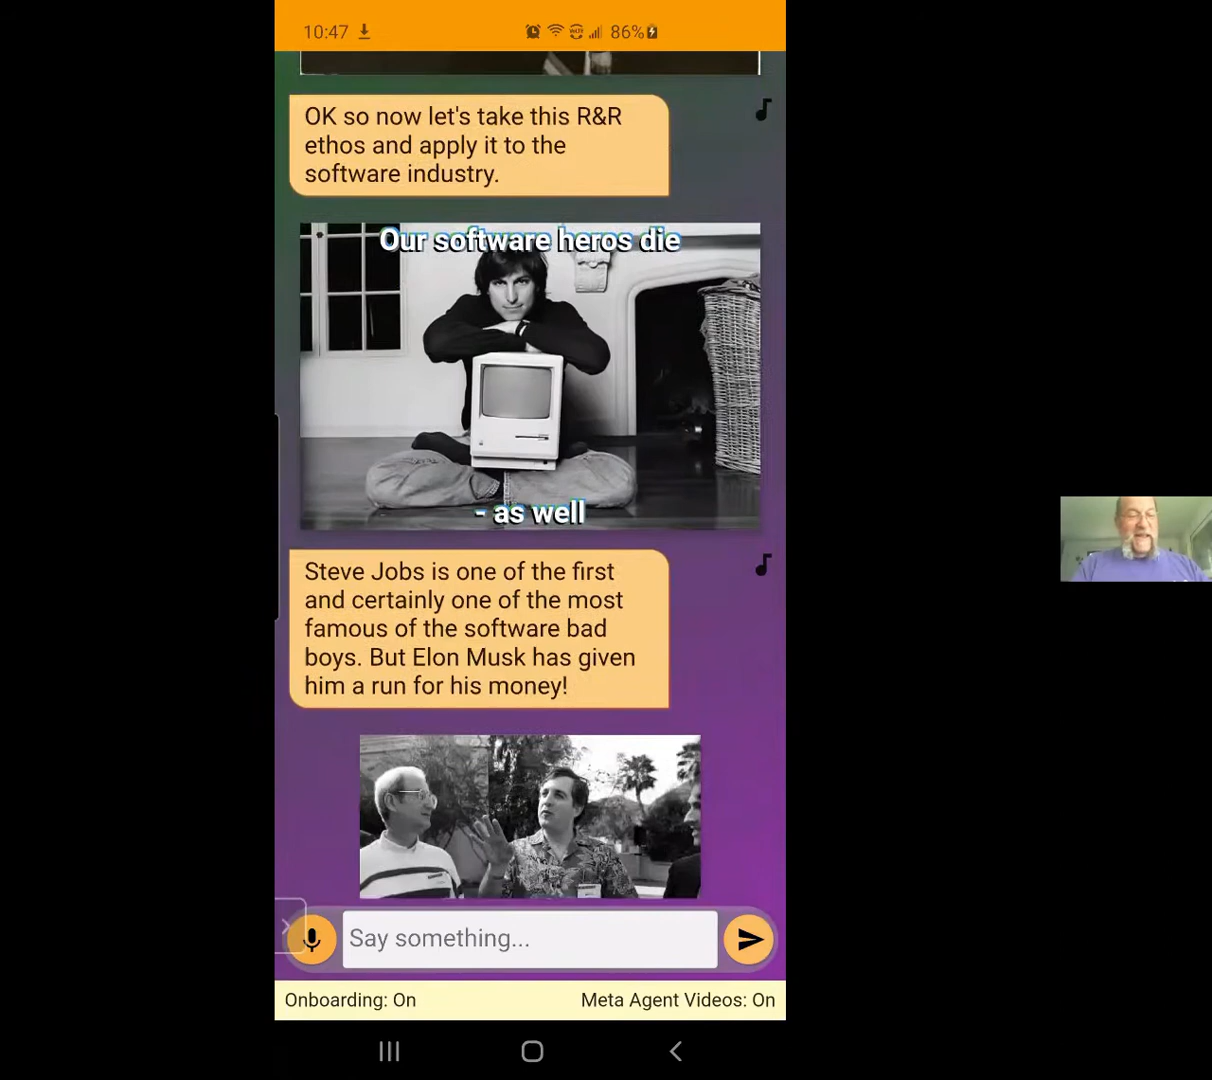 10:47 86%
OK so now let's take this R&R
ethos and apply it to the
software industry.
Our software heros die
- as well
Steve Jobs is one of the first
and certainly one of the most
famous of the software bad
boys. But Elon Musk has given
him a run for his money!
Say something...
Onboarding: On Meta Agent Videos: On